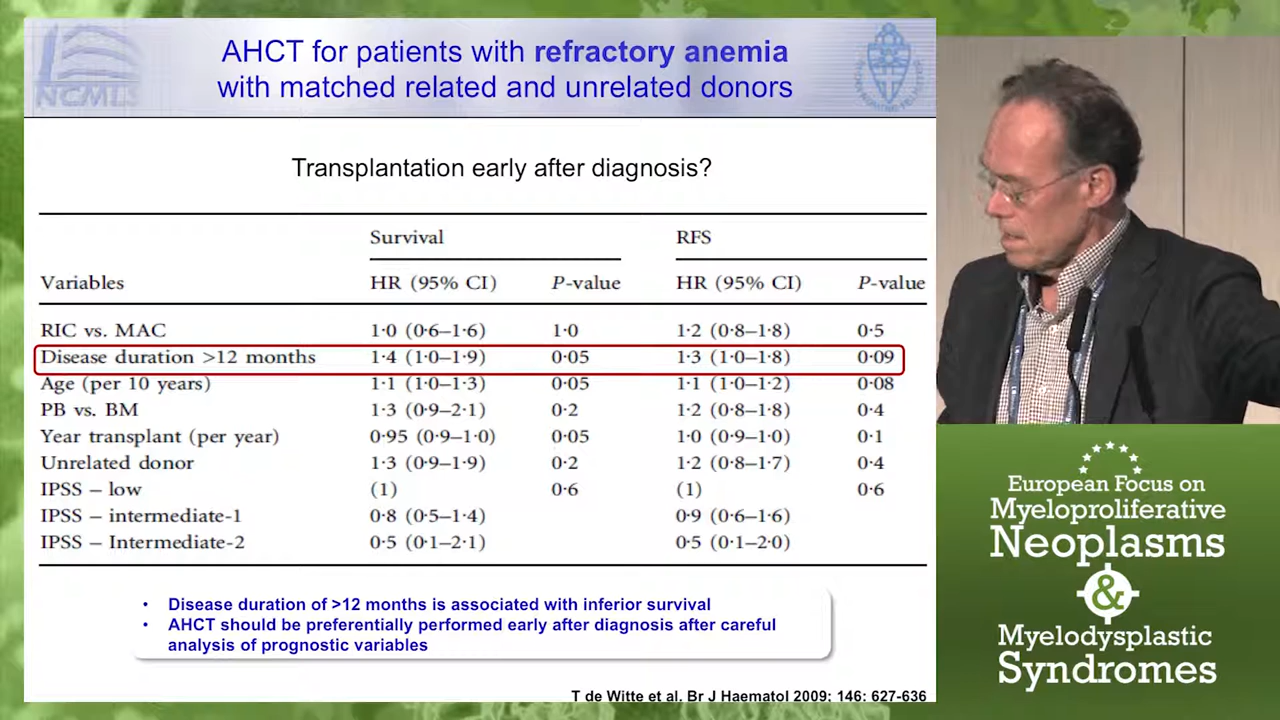 AHCT for patients with refractory anemia
with matched related and unrelated donors
NCMLS
Transplantation early after diagnosis?
Survival RFS
Variables HR (95% CI) P-value HR (95% CI) P-value
RIC vs. MAC 1·0 (0·6–1·6) 1·0 1·2 (0·8–1·8) 0·5
Disease duration >12 months 1·4 (1·0–1·9) 0·05 1·3 (1·0–1·8) 0·09
Age (per 10 years) 1·1 (1·0–1·3) 0·05 1·1 (1·0–1·2) 0·08
PB vs. BM 1·3 (0·9–2·1) 0·2 1·2 (0·8–1·8) 0·4
Year transplant (per year) 0·95 (0·9–1·0) 0·05 1·0 (0·9–1·0) 0·1
Unrelated donor 1·3 (0·9–1·9) 0·2 1·2 (0·8–1·7) 0·4
IPSS – low (1) 0·6 (1) 0·6
IPSS – intermediate-1 0·8 (0·5–1·4) 0·9 (0·6–1·6)
IPSS – Intermediate-2 0·5 (0·1–2·1) 0·5 (0·1–2·0)
• Disease duration of >12 months is associated with inferior survival
• AHCT should be preferentially performed early after diagnosis after careful
analysis of prognostic variables
T de Witte et al. Br J Haematol 2009; 146: 627-636
European Focus on
Myeloproliferative
Neoplasms
&
Myelodysplastic
Syndromes